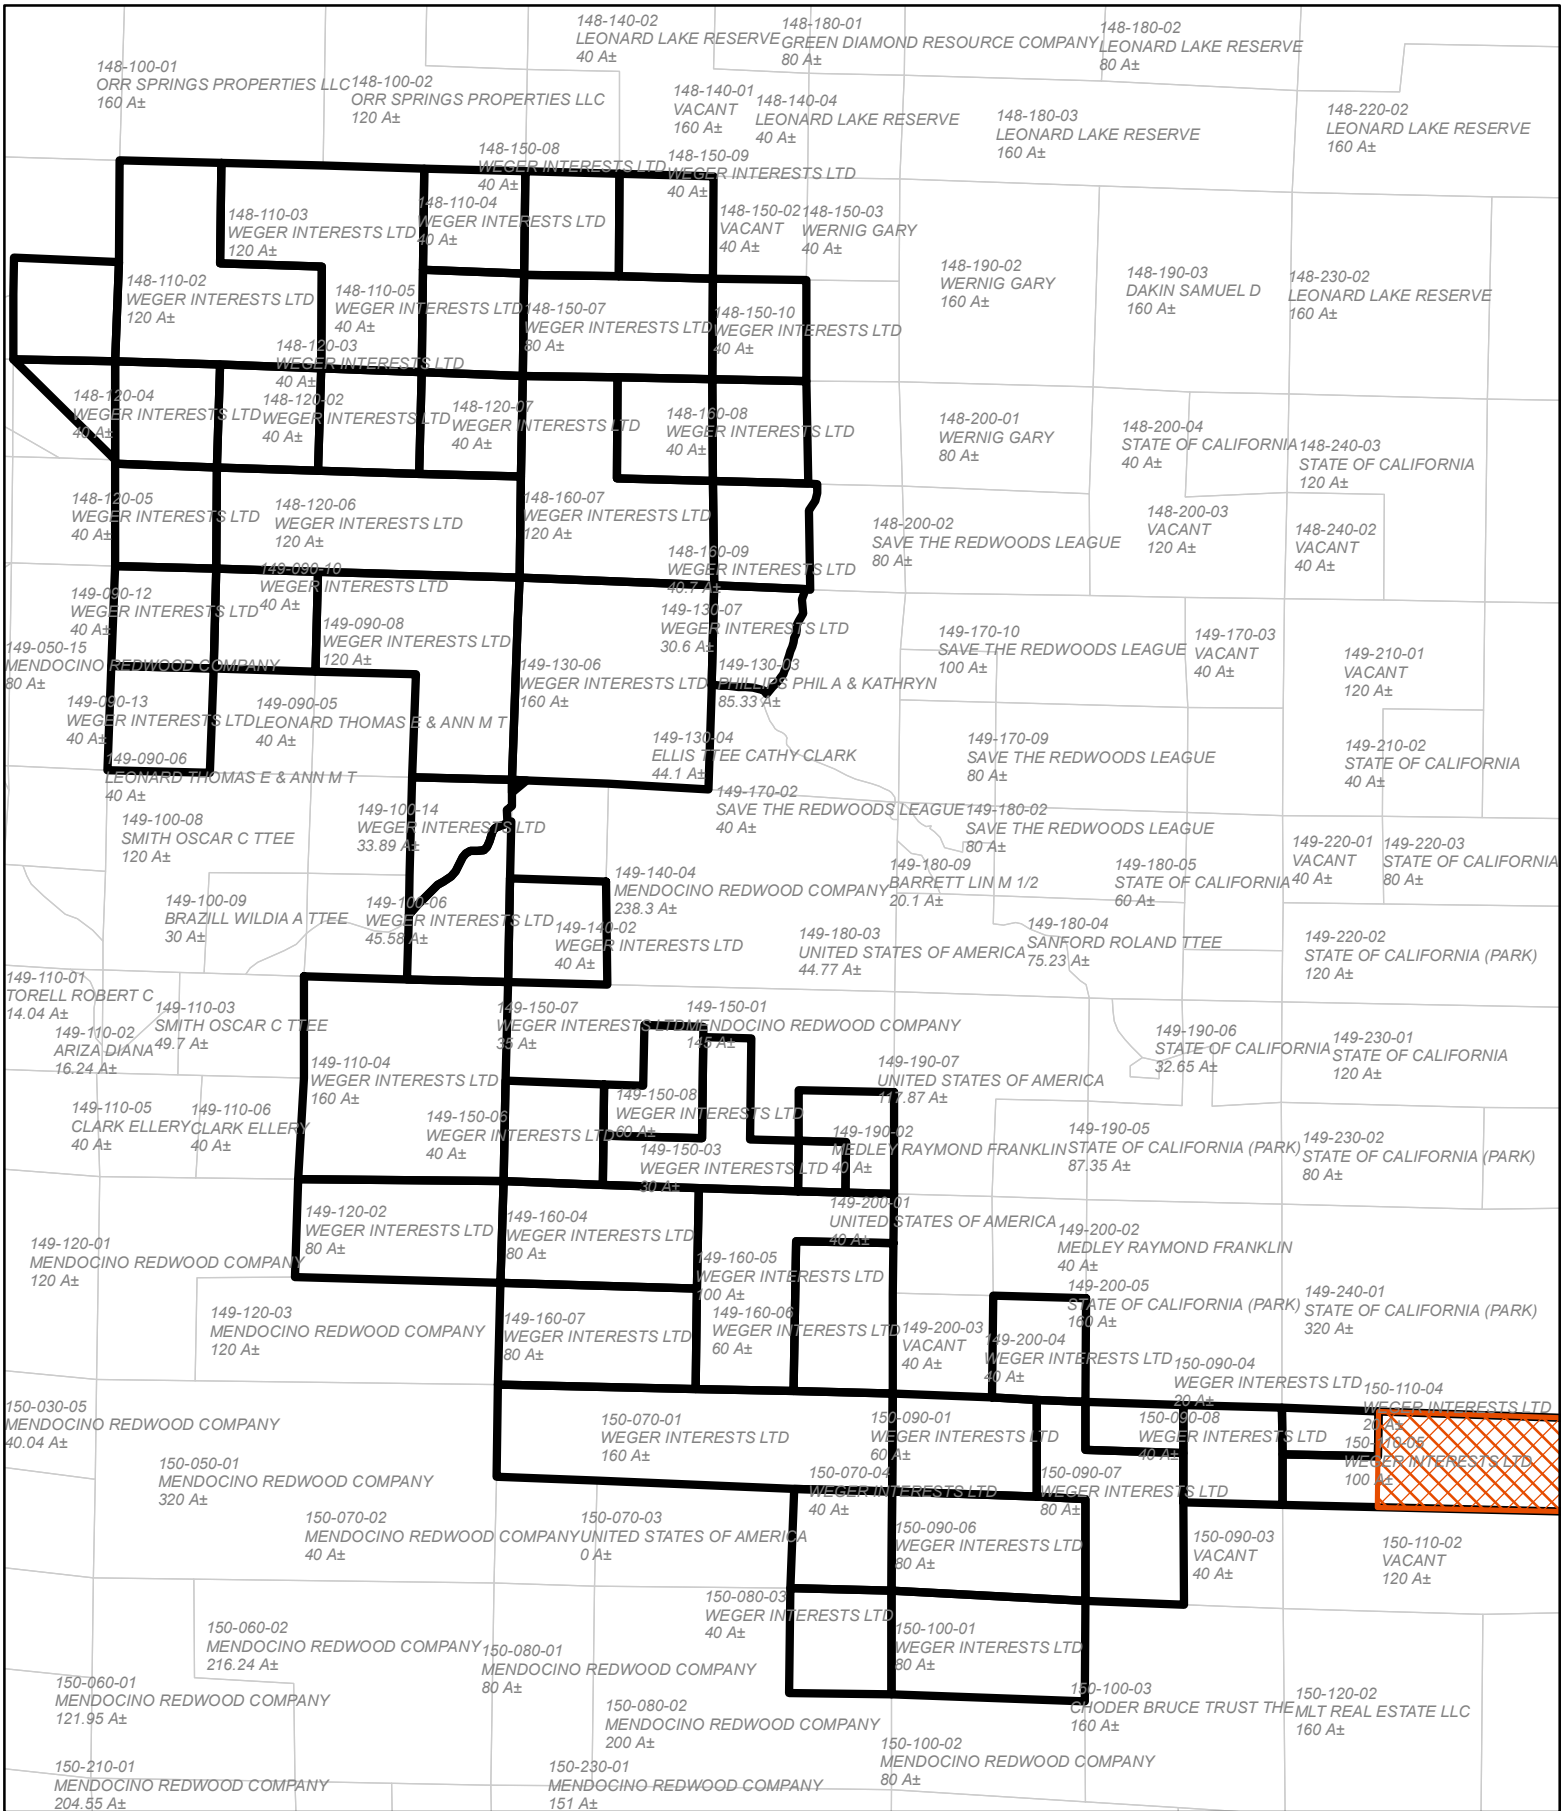 148-140-02
LEONARD LAKE RESERVE
40 A±
148-180-01
GREEN DIAMOND RESOURCE COMPANY
80 A±
148-180-02
LEONARD LAKE RESERVE
80 A±
148-100-01
ORR SPRINGS PROPERTIES LLC
160 A±
148-100-02
ORR SPRINGS PROPERTIES LLC
120 A±
148-140-01
VACANT
160 A±
148-140-04
LEONARD LAKE RESERVE
40 A±
148-180-03
LEONARD LAKE RESERVE
160 A±
148-220-02
LEONARD LAKE RESERVE
160 A±
148-150-08
WEGER INTERESTS LTD
40 A±
148-150-09
WEGER INTERESTS LTD
40 A±
148-110-03
WEGER INTERESTS LTD
120 A±
148-110-04
WEGER INTERESTS LTD
40 A±
148-150-02
VACANT
40 A±
148-150-03
WERNIG GARY
40 A±
148-110-02
WEGER INTERESTS LTD
120 A±
148-110-05
WEGER INTERESTS LTD
40 A±
148-150-07
WEGER INTERESTS LTD
80 A±
148-150-10
WEGER INTERESTS LTD
40 A±
148-190-02
WERNIG GARY
160 A±
148-190-03
DAKIN SAMUEL D
160 A±
148-230-02
LEONARD LAKE RESERVE
160 A±
148-120-03
WEGER INTERESTS LTD
40 A±
148-120-04
WEGER INTERESTS LTD
40 A±
148-120-02
WEGER INTERESTS LTD
40 A±
148-120-07
WEGER INTERESTS LTD
40 A±
148-160-08
WEGER INTERESTS LTD
40 A±
148-200-01
WERNIG GARY
80 A±
148-200-04
STATE OF CALIFORNIA
40 A±
148-240-03
STATE OF CALIFORNIA
120 A±
148-120-05
WEGER INTERESTS LTD
40 A±
148-120-06
WEGER INTERESTS LTD
120 A±
148-160-07
WEGER INTERESTS LTD
120 A±
148-200-02
SAVE THE REDWOODS LEAGUE
80 A±
148-200-03
VACANT
120 A±
148-240-02
VACANT
40 A±
148-160-09
WEGER INTERESTS LTD
40.7 A±
149-090-10
WEGER INTERESTS LTD
40 A±
149-090-12
WEGER INTERESTS LTD
40 A±
149-090-08
WEGER INTERESTS LTD
120 A±
149-130-07
WEGER INTERESTS LTD
30.6 A±
149-050-15
MENDOCINO REDWOOD COMPANY
80 A±
149-130-06
WEGER INTERESTS LTD
160 A±
149-130-03
PHILLIPS PHIL A & KATHRYN
85.33 A±
149-170-10
SAVE THE REDWOODS LEAGUE
100 A±
149-170-03
VACANT
40 A±
149-210-01
VACANT
120 A±
149-090-13
WEGER INTERESTS LTD
40 A±
149-090-05
LEONARD THOMAS E & ANN M T
40 A±
149-130-04
ELLIS TTEE CATHY CLARK
44.1 A±
149-170-09
SAVE THE REDWOODS LEAGUE
80 A±
149-210-02
STATE OF CALIFORNIA
40 A±
149-090-06
LEONARD THOMAS E & ANN M T
40 A±
149-100-14
WEGER INTERESTS LTD
33.89 A±
149-170-02
SAVE THE REDWOODS LEAGUE
40 A±
149-180-02
SAVE THE REDWOODS LEAGUE
80 A±
149-100-08
SMITH OSCAR C TTEE
120 A±
149-220-01
VACANT
40 A±
149-220-03
STATE OF CALIFORNIA
80 A±
149-140-04
MENDOCINO REDWOOD COMPANY
238.3 A±
149-180-09
BARRETT LIN M 1/2
20.1 A±
149-180-05
STATE OF CALIFORNIA
60 A±
149-100-09
BRAZILL WILDIA A TTEE
30 A±
149-100-06
WEGER INTERESTS LTD
45.58 A±
149-140-02
WEGER INTERESTS LTD
40 A±
149-180-03
UNITED STATES OF AMERICA
44.77 A±
149-180-04
SANFORD ROLAND TTEE
75.23 A±
149-220-02
STATE OF CALIFORNIA (PARK)
120 A±
149-110-01
TORELL ROBERT C
14.04 A±
149-110-03
SMITH OSCAR C TTEE
49.7 A±
149-110-02
ARIZA DIANA
16.24 A±
149-150-07
WEGER INTERESTS LTD
35 A±
149-150-01
MENDOCINO REDWOOD COMPANY
145 A±
149-190-06
STATE OF CALIFORNIA
32.65 A±
149-230-01
STATE OF CALIFORNIA
120 A±
149-110-04
WEGER INTERESTS LTD
160 A±
149-190-07
UNITED STATES OF AMERICA
117.87 A±
149-110-05
CLARK ELLERY
40 A±
149-110-06
CLARK ELLERY
40 A±
149-150-06
WEGER INTERESTS LTD
40 A±
149-150-08
WEGER INTERESTS LTD
60 A±
149-150-03
WEGER INTERESTS LTD
30 A±
149-190-02
MEDLEY RAYMOND FRANKLIN
40 A±
149-190-05
STATE OF CALIFORNIA (PARK)
87.35 A±
149-230-02
STATE OF CALIFORNIA (PARK)
80 A±
149-120-02
WEGER INTERESTS LTD
80 A±
149-160-04
WEGER INTERESTS LTD
80 A±
149-200-01
UNITED STATES OF AMERICA
40 A±
149-200-02
MEDLEY RAYMOND FRANKLIN
40 A±
149-120-01
MENDOCINO REDWOOD COMPANY
120 A±
149-160-05
WEGER INTERESTS LTD
100 A±
149-200-05
STATE OF CALIFORNIA (PARK)
160 A±
149-240-01
STATE OF CALIFORNIA (PARK)
320 A±
149-120-03
MENDOCINO REDWOOD COMPANY
120 A±
149-160-07
WEGER INTERESTS LTD
80 A±
149-160-06
WEGER INTERESTS LTD
60 A±
149-200-03
VACANT
40 A±
149-200-04
WEGER INTERESTS LTD
40 A±
150-090-04
WEGER INTERESTS LTD
20 A±
150-110-04
WEGER INTERESTS LTD
20 A±
150-030-05
MENDOCINO REDWOOD COMPANY
40.04 A±
150-070-01
WEGER INTERESTS LTD
160 A±
150-090-01
WEGER INTERESTS LTD
60 A±
150-090-08
WEGER INTERESTS LTD
40 A±
150-110-05
WEGER INTERESTS LTD
100 A±
150-050-01
MENDOCINO REDWOOD COMPANY
320 A±
150-070-04
WEGER INTERESTS LTD
40 A±
150-090-07
WEGER INTERESTS LTD
80 A±
150-070-02
MENDOCINO REDWOOD COMPANY
40 A±
150-070-03
UNITED STATES OF AMERICA
0 A±
150-090-06
WEGER INTERESTS LTD
80 A±
150-090-03
VACANT
40 A±
150-110-02
VACANT
120 A±
150-080-03
WEGER INTERESTS LTD
40 A±
150-060-02
MENDOCINO REDWOOD COMPANY
216.24 A±
150-080-01
MENDOCINO REDWOOD COMPANY
80 A±
150-100-01
WEGER INTERESTS LTD
80 A±
150-060-01
MENDOCINO REDWOOD COMPANY
121.95 A±
150-080-02
MENDOCINO REDWOOD COMPANY
200 A±
150-100-03
CHODER BRUCE TRUST THE
160 A±
150-120-02
MLT REAL ESTATE LLC
160 A±
150-100-02
MENDOCINO REDWOOD COMPANY
80 A±
150-210-01
MENDOCINO REDWOOD COMPANY
204.55 A±
150-230-01
MENDOCINO REDWOOD COMPANY
151 A±